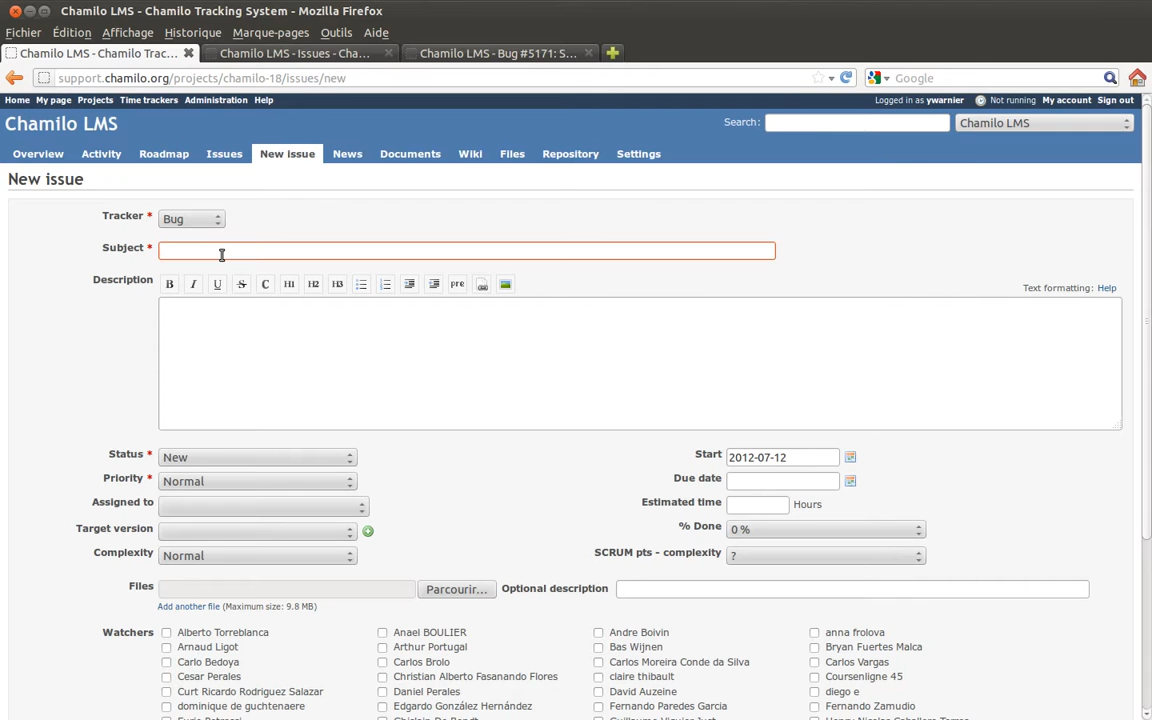 Chamilo LMS - Chamilo Tracking System - Mozilla Firefox
Fichier Édition Affichage Historique Marque-pages Outils Aide
Chamilo LMS - Chamilo Trac... Chamilo LMS - Issues - Cha... Chamilo LMS - Bug #5171: S...
support.chamilo.org/projects/chamilo-18/issues/new Google
Home My page Projects Time trackers Administration Help Logged in as ywarnier Not running My account Sign out
Chamilo LMS Search: Chamilo LMS
Overview Activity Roadmap Issues New issue News Documents Wiki Files Repository Settings
New issue
Tracker * Bug
Subject *
Description B I U S C H1 H2 H3 pre Text formatting: Help
Status * New Start 2012-07-12
Priority * Normal Due date
Assigned to Estimated time Hours
Target version % Done 0 %
Complexity Normal SCRUM pts - complexity ?
Files Parcourir... Optional description
Add another file (Maximum size: 9.8 MB)
Watchers Alberto Torreblanca Anael BOULIER Andre Boivin anna frolova
Arnaud Ligot Arthur Portugal Bas Wijnen Bryan Fuertes Malca
Carlo Bedoya Carlos Brolo Carlos Moreira Conde da Silva Carlos Vargas
Cesar Perales Christian Alberto Fasanando Flores claire thibault Coursenligne 45
Curt Ricardo Rodriguez Salazar Daniel Perales David Auzeine diego e
dominique de guchtenaere Edgardo González Hernández Fernando Paredes Garcia Fernando Zamudio